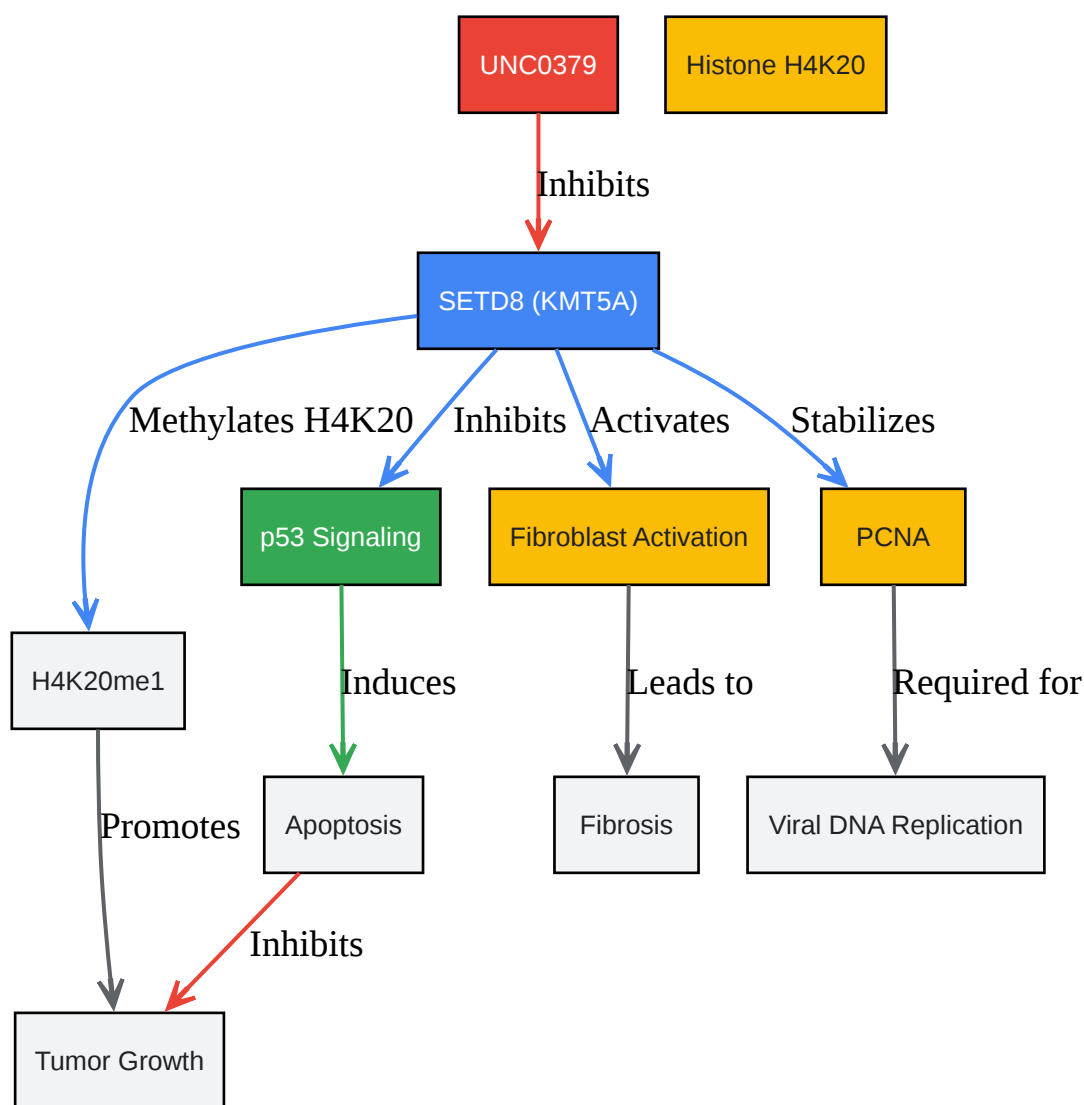 UNC0379
Histone H4K20
Inhibits
SETD8 (KMT5A)
Methylates H4K20
Inhibits
Activates
Stabilizes
p53 Signaling
Fibroblast Activation
PCNA
H4K20me1
Induces
Leads to
Required for
Promotes
Apoptosis
Fibrosis
Viral DNA Replication
Inhibits
Tumor Growth